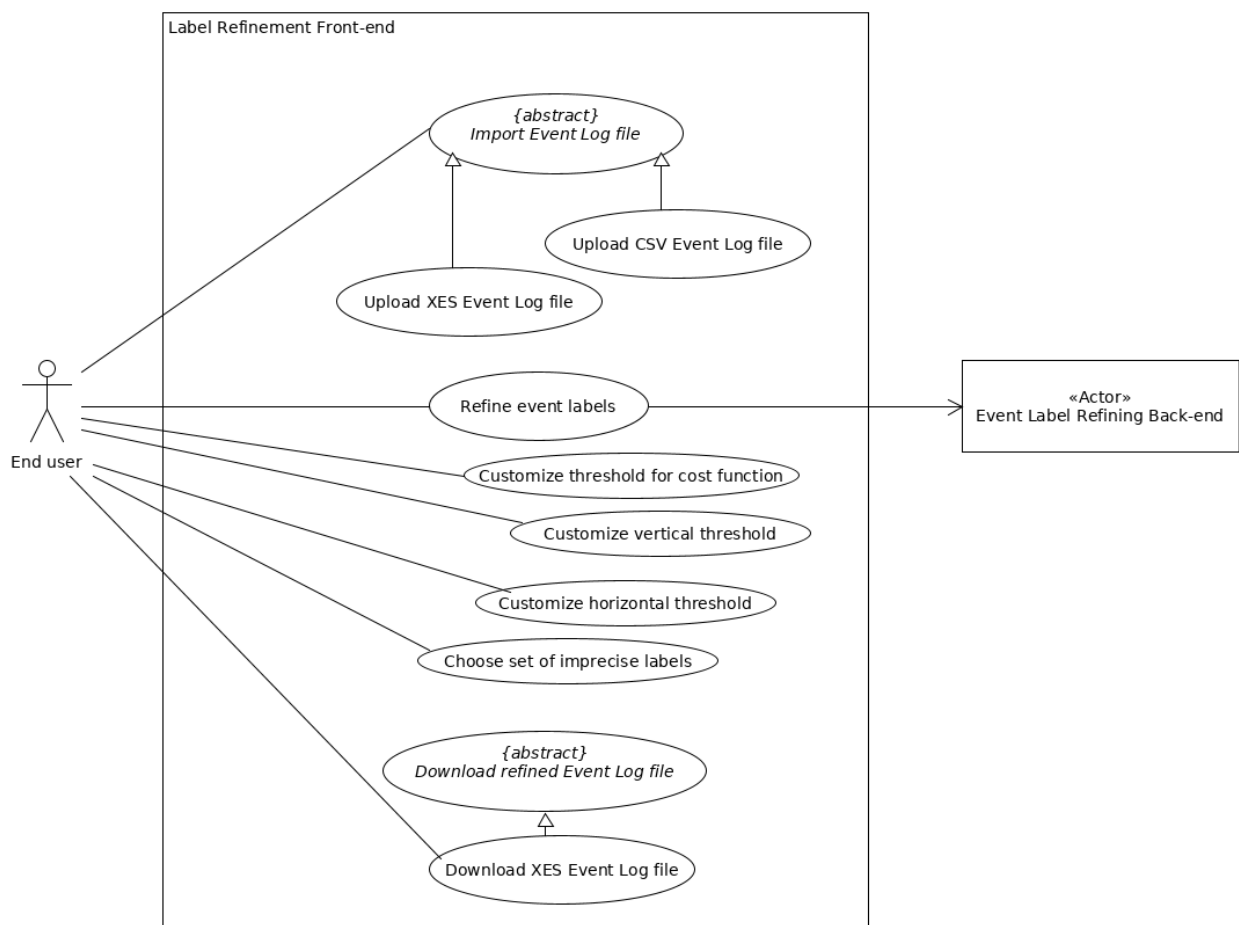 Label Refinement Front-end
{abstract}
Import Event Log file
Upload CSV Event Log file
Upload XES Event Log file
Refine event labels
«Actor»
Event Label Refining Back-end
End user
Customize threshold for cost function
Customize vertical threshold
Customize horizontal threshold
Choose set of imprecise labels
{abstract}
Download refined Event Log file
Download XES Event Log file